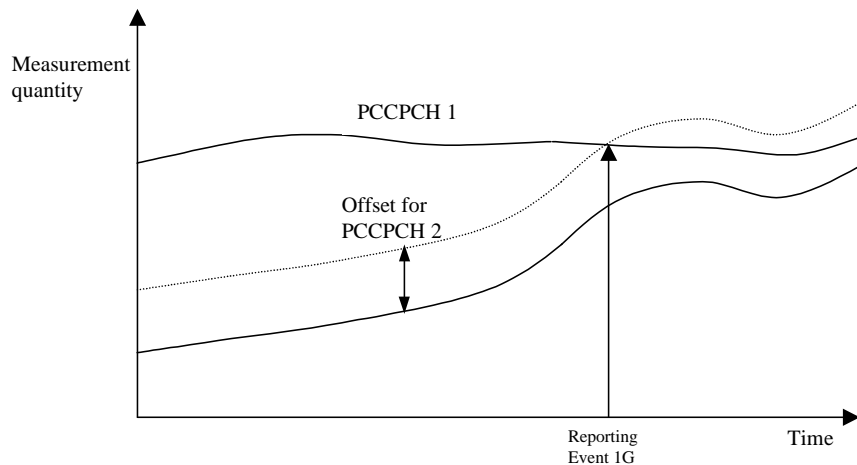 Measurement
quantity
PCCPCH 1
Offset for
PCCPCH 2
Reporting
Event 1G
Time